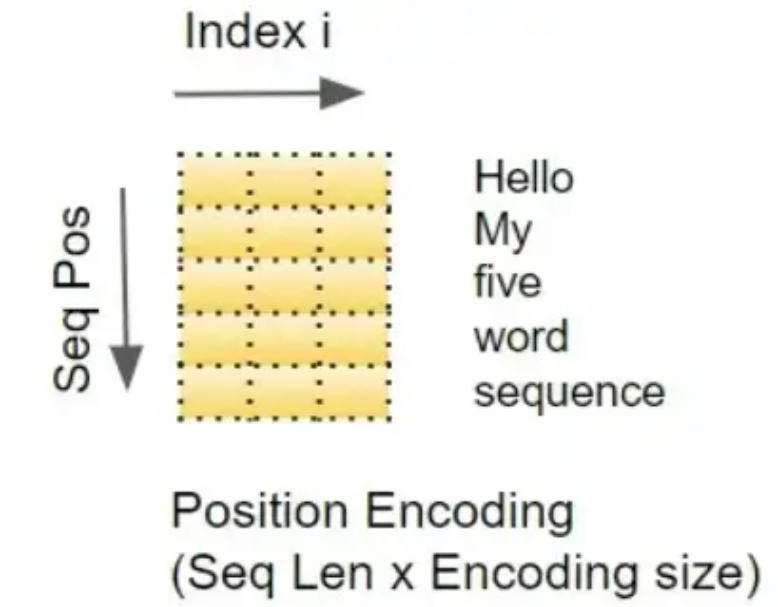 Index i
Seq Pos
Hello
My
five
word
sequence
Position Encoding
(Seq Len x Encoding size)